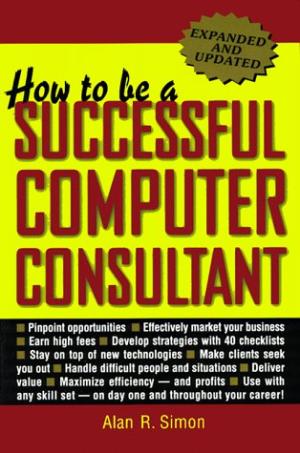 EXPANDED
AND
UPDATED
How to be a
SUCCESSFUL
COMPUTER
CONSULTANT
■ Pinpoint opportunities ■ Effectively market your business
■ Earn high fees ■ Develop strategies with 40 checklists
■ Stay on top of new technologies ■ Make clients seek
you out ■ Handle difficult people and situations ■ Deliver
value ■ Maximize efficiency — and profits ■ Use with
any skill set — on day one and throughout your career!
Alan R. Simon